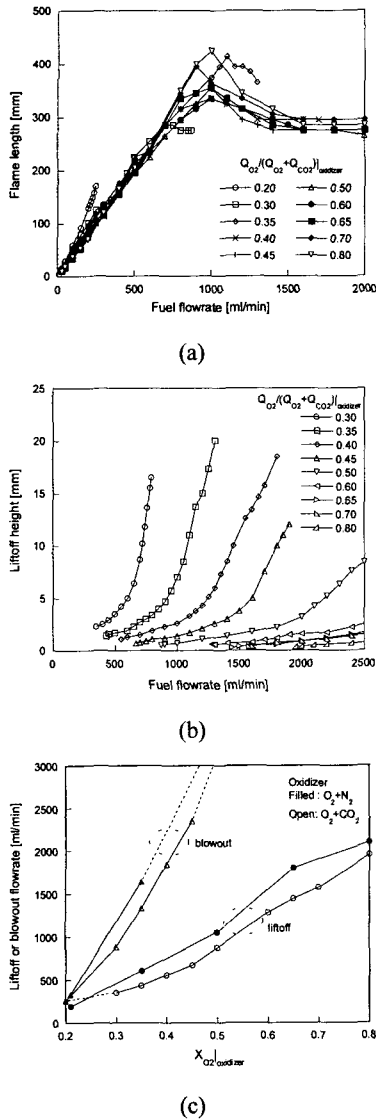 500
400
300
200
100
0
Flame length [mm]
Q_O2/(Q_O2+Q_CO2)|oxidizer
0.20
0.30
0.35
0.40
0.45
0.50
0.60
0.65
0.70
0.80
0 500 1000 1500 2000
Fuel flowrate [ml/min]
(a)
25
20
15
10
5
0
Liftoff height [mm]
Q_O2/(Q_O2+Q_CO2)|oxidizer
0.30
0.35
0.40
0.45
0.50
0.60
0.65
0.70
0.80
0 500 1000 1500 2000 2500
Fuel flowrate [ml/min]
(b)
3000
2500
2000
1500
1000
500
0
Liftoff or blowout flowrate [ml/min]
Oxidizer
Filled : O2+N2
Open: O2+CO2
blowout
liftoff
0.2 0.3 0.4 0.5 0.6 0.7 0.8
X_O2|oxidizer
(c)